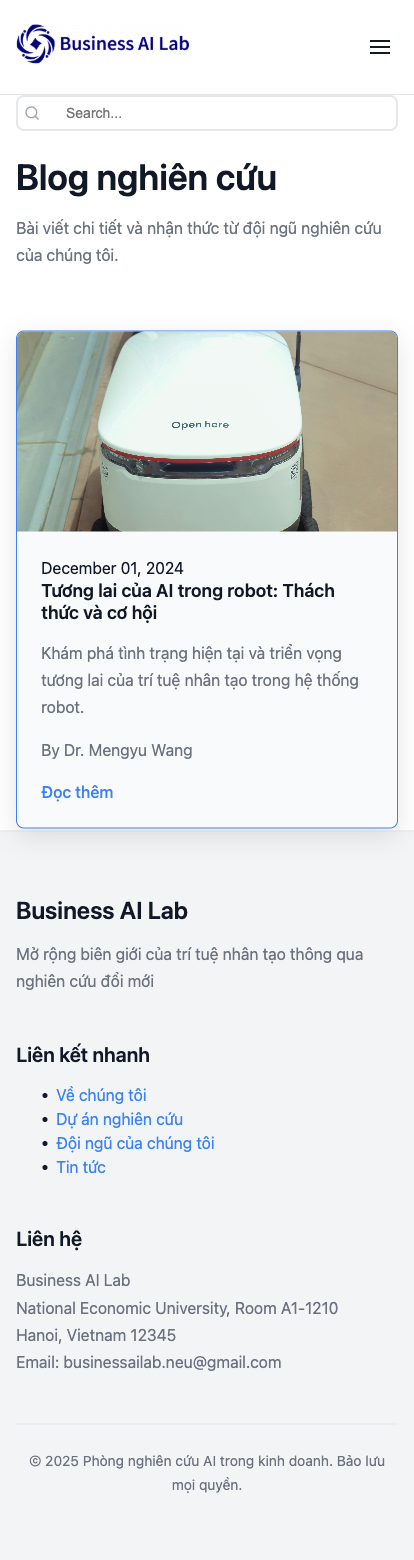 Business AI Lab
Search...
Blog nghiên cứu
Bài viết chi tiết và nhận thức từ đội ngũ nghiên cứu
của chúng tôi.
Open here
December 01, 2024
Tương lai của AI trong robot: Thách
thức và cơ hội
Khám phá tình trạng hiện tại và triển vọng
tương lai của trí tuệ nhân tạo trong hệ thống
robot.
By Dr. Mengyu Wang
Đọc thêm
Business AI Lab
Mở rộng biên giới của trí tuệ nhân tạo thông qua
nghiên cứu đổi mới
Liên kết nhanh
• Về chúng tôi
• Dự án nghiên cứu
• Đội ngũ của chúng tôi
• Tin tức
Liên hệ
Business AI Lab
National Economic University, Room A1-1210
Hanoi, Vietnam 12345
Email: businessailab.neu@gmail.com
© 2025 Phòng nghiên cứu AI trong kinh doanh. Bảo lưu
mọi quyền.